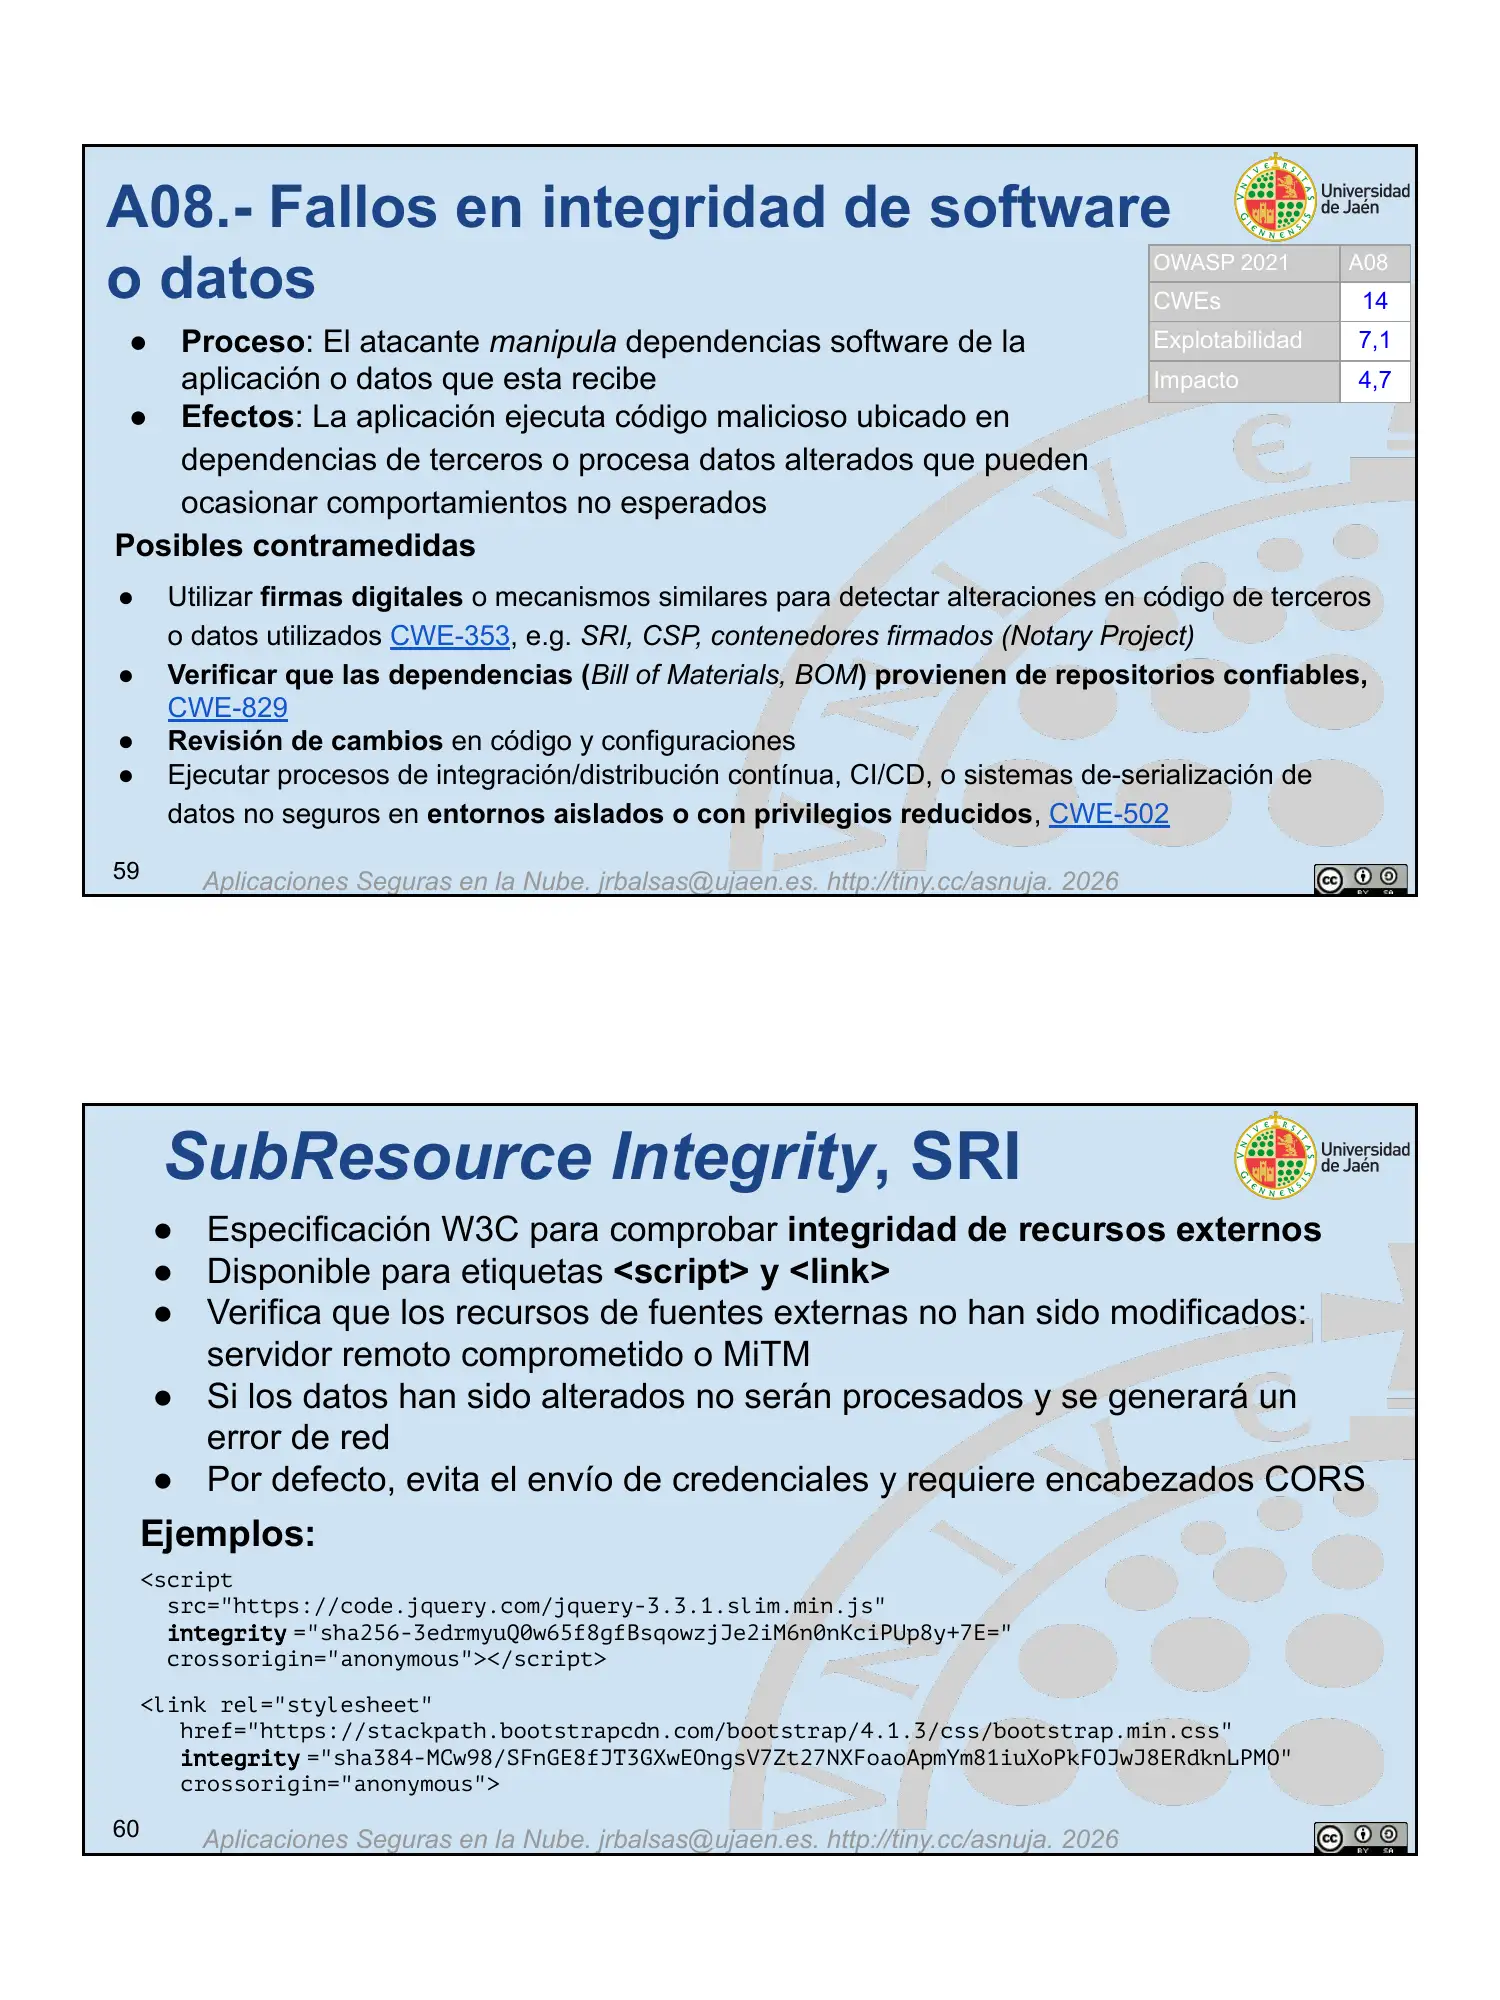 A08.- Fallos en integridad de software
o datos
Universidad
de Jaén
OWASP 2021 A08
CWEs 14
Explotabilidad 7,1
Impacto 4,7
● Proceso: El atacante manipula dependencias software de la
aplicación o datos que esta recibe
● Efectos: La aplicación ejecuta código malicioso ubicado en
dependencias de terceros o procesa datos alterados que pueden
ocasionar comportamientos no esperados
Posibles contramedidas
● Utilizar firmas digitales o mecanismos similares para detectar alteraciones en código de terceros
o datos utilizados CWE-353, e.g. SRI, CSP, contenedores firmados (Notary Project)
● Verificar que las dependencias (Bill of Materials, BOM) provienen de repositorios confiables,
CWE-829
● Revisión de cambios en código y configuraciones
● Ejecutar procesos de integración/distribución contínua, CI/CD, o sistemas de-serialización de
datos no seguros en entornos aislados o con privilegios reducidos, CWE-502
59
Aplicaciones Seguras en la Nube. jrbalsas@ujaen.es. http://tiny.cc/asnuja. 2026
cc BY SA
SubResource Integrity, SRI
Universidad
de Jaén
● Especificación W3C para comprobar integridad de recursos externos
● Disponible para etiquetas <script> y <link>
● Verifica que los recursos de fuentes externas no han sido modificados:
servidor remoto comprometido o MiTM
● Si los datos han sido alterados no serán procesados y se generará un
error de red
● Por defecto, evita el envío de credenciales y requiere encabezados CORS
Ejemplos:
<script
src="https://code.jquery.com/jquery-3.3.1.slim.min.js"
integrity ="sha256-3edrmyuQ0w65f8gfBsqowzjJe2iM6n0nKciPUp8y+7E="
crossorigin="anonymous"></script>
<link rel="stylesheet"
href="https://stackpath.bootstrapcdn.com/bootstrap/4.1.3/css/bootstrap.min.css"
integrity ="sha384-MCw98/SFnGE8fJT3GXwEOngsV7Zt27NXFoaoApmYm81iuXoPkFOJwJ8ERdknLPMO"
crossorigin="anonymous">
60
Aplicaciones Seguras en la Nube. jrbalsas@ujaen.es. http://tiny.cc/asnuja. 2026
cc BY SA